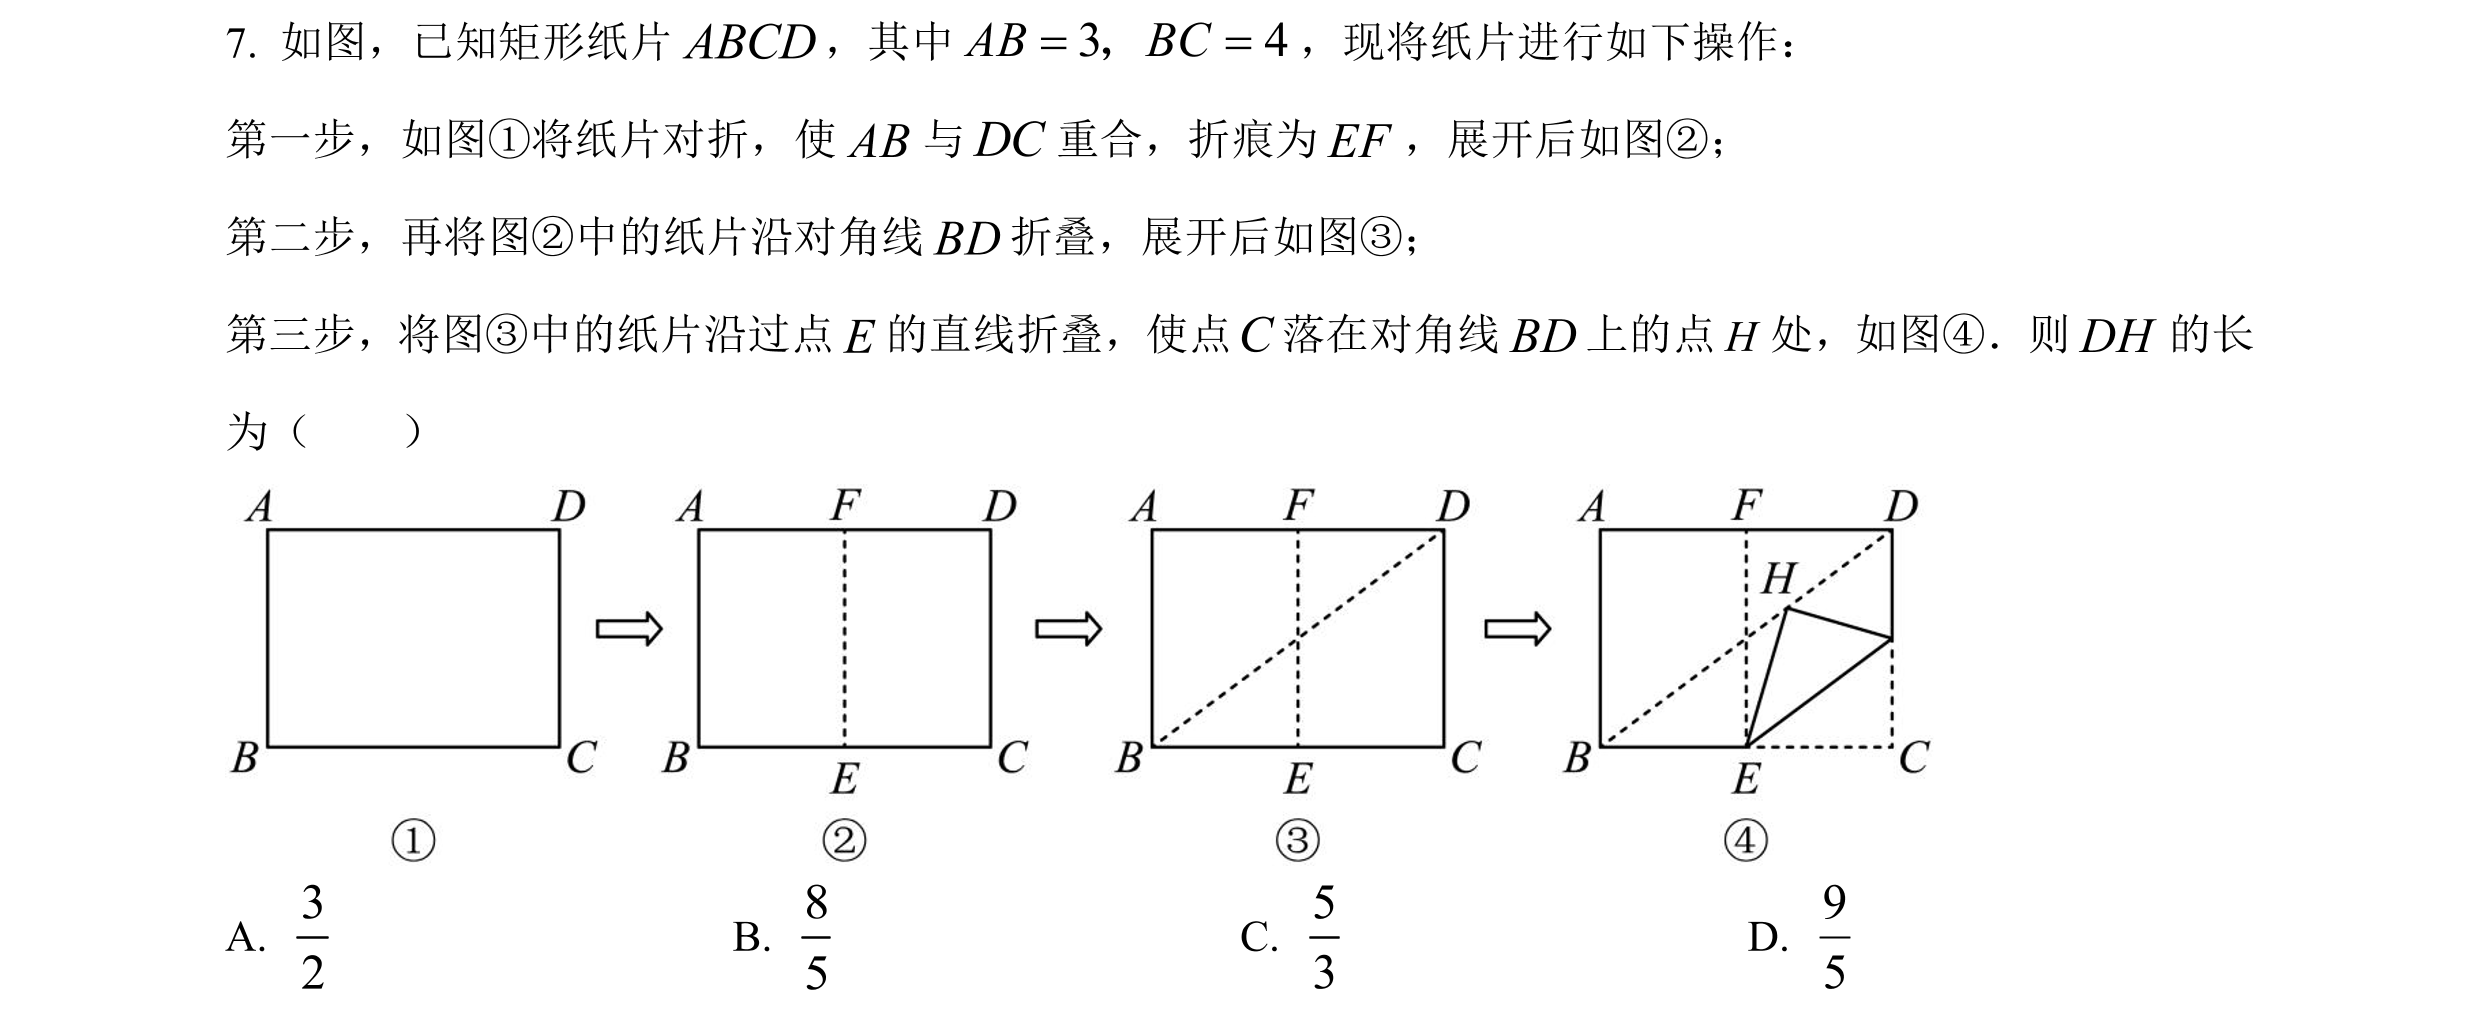 7. 如图，已知矩形纸片 ABCD，其中 AB = 3，BC = 4，现将纸片进行如下操作：
第一步，如图①将纸片对折，使 AB 与 DC 重合，折痕为 EF，展开后如图②；
第二步，再将图②中的纸片沿对角线 BD 折叠，展开后如图③；
第三步，将图③中的纸片沿过点 E 的直线折叠，使点 C 落在对角线 BD 上的点 H 处，如图④．则 DH 的长
为（　　）
A D A F D A F D A F D
H
B C B C B C B C
E E E
① ② ③ ④
A. 3/2 B. 8/5 C. 5/3 D. 9/5